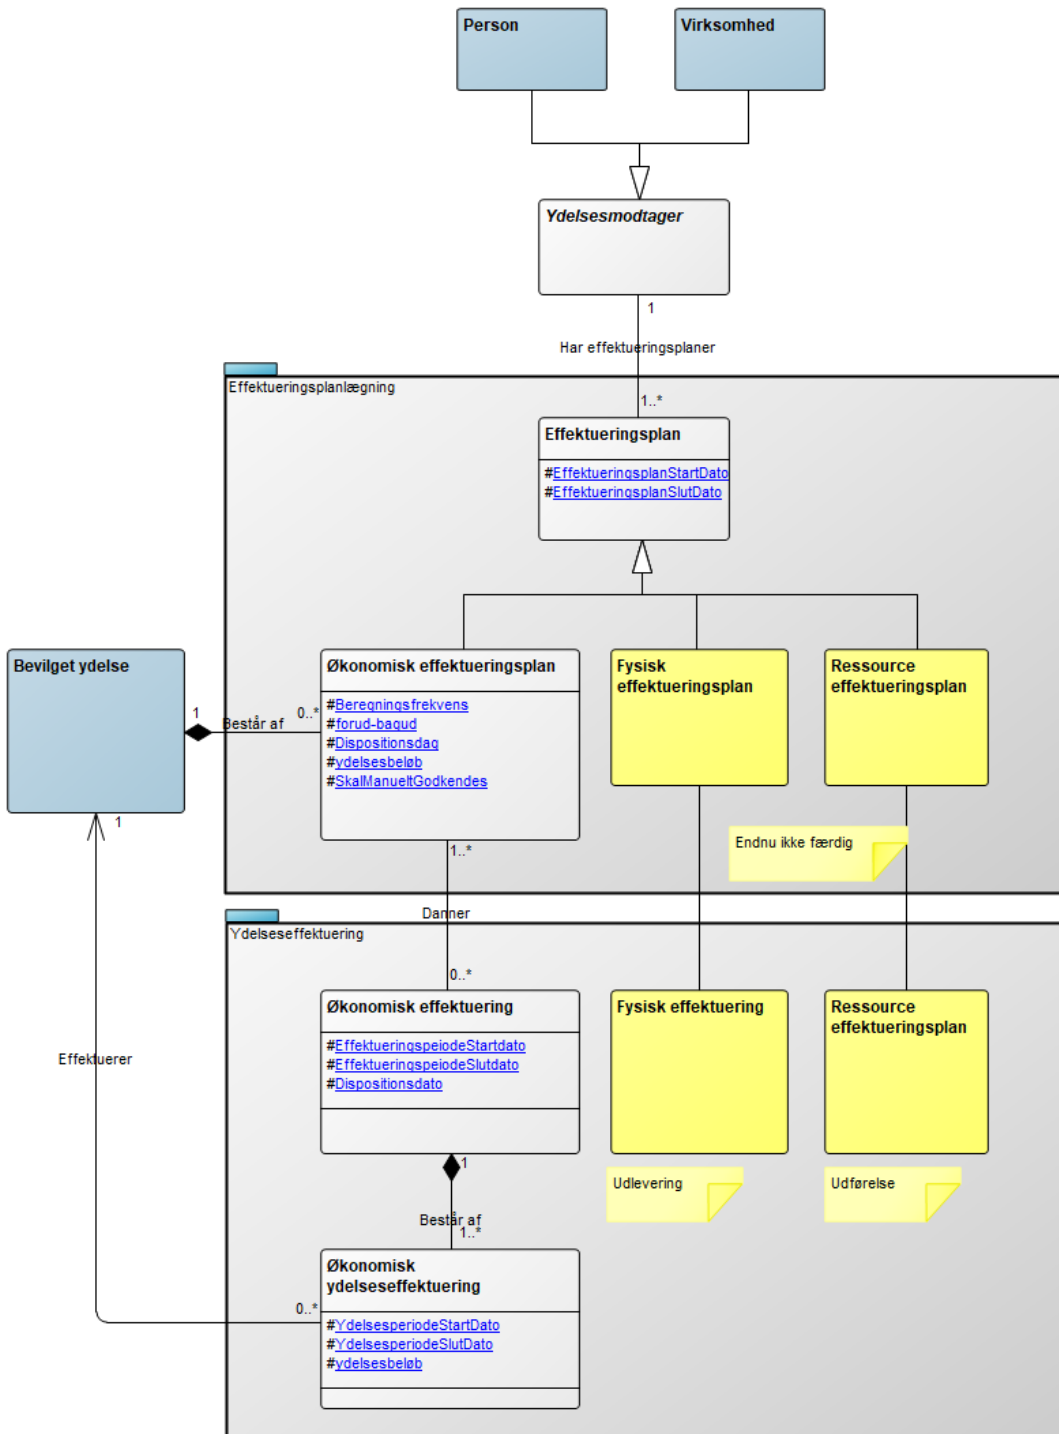 Person
Virksomhed
Ydelsesmodtager
1
Har effektueringsplaner
Effektueringsplanlægning
1..*
Effektueringsplan
#EffektueringsplanStartDato
#EffektueringsplanSlutDato
Bevilget ydelse
1
Består af
0..*
Økonomisk effektueringsplan
#Beregningsfrekvens
#forud-bagud
#Dispositionsdag
#ydelsesbeløb
#SkalManueltGodkendes
Fysisk
effektueringsplan
Ressource
effektueringsplan
1
1..*
Endnu ikke færdig
Danner
Ydelseseffektuering
0..*
Økonomisk effektuering
#EffektueringspeiodeStartdato
#EffektueringspeiodeSlutdato
#Dispositionsdato
Fysisk effektuering
Ressource
effektueringsplan
Effektuerer
1
Består af
1..*
Udlevering
Udførelse
Økonomisk
ydelseseffektuering
0..*
#YdelsesperiodeStartDato
#YdelsesperiodeSlutDato
#ydelsesbeløb